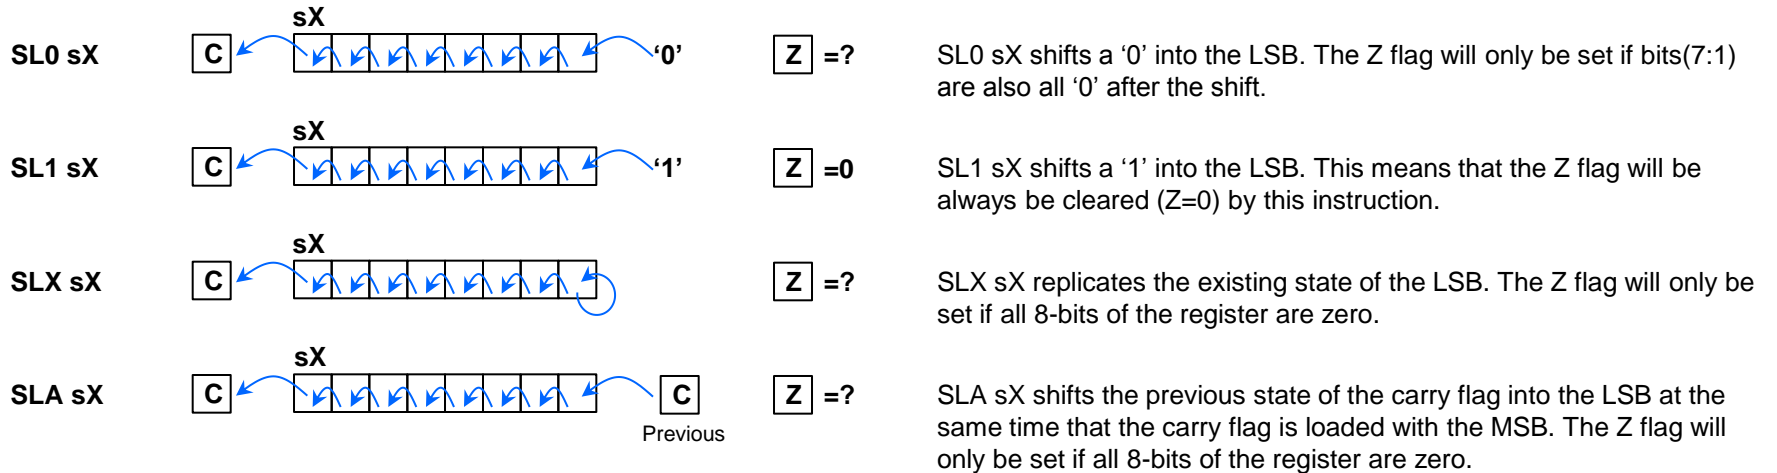 sX
SL0 sX C ‘0’ Z =? SL0 sX shifts a ‘0’ into the LSB. The Z flag will only be set if bits(7:1)
are also all ‘0’ after the shift.
sX
SL1 sX C ‘1’ Z =0 SL1 sX shifts a ‘1’ into the LSB. This means that the Z flag will be
always be cleared (Z=0) by this instruction.
sX
SLX sX C Z =? SLX sX replicates the existing state of the LSB. The Z flag will only be
set if all 8-bits of the register are zero.
sX
SLA sX C C Z =? SLA sX shifts the previous state of the carry flag into the LSB at the
Previous same time that the carry flag is loaded with the MSB. The Z flag will
only be set if all 8-bits of the register are zero.